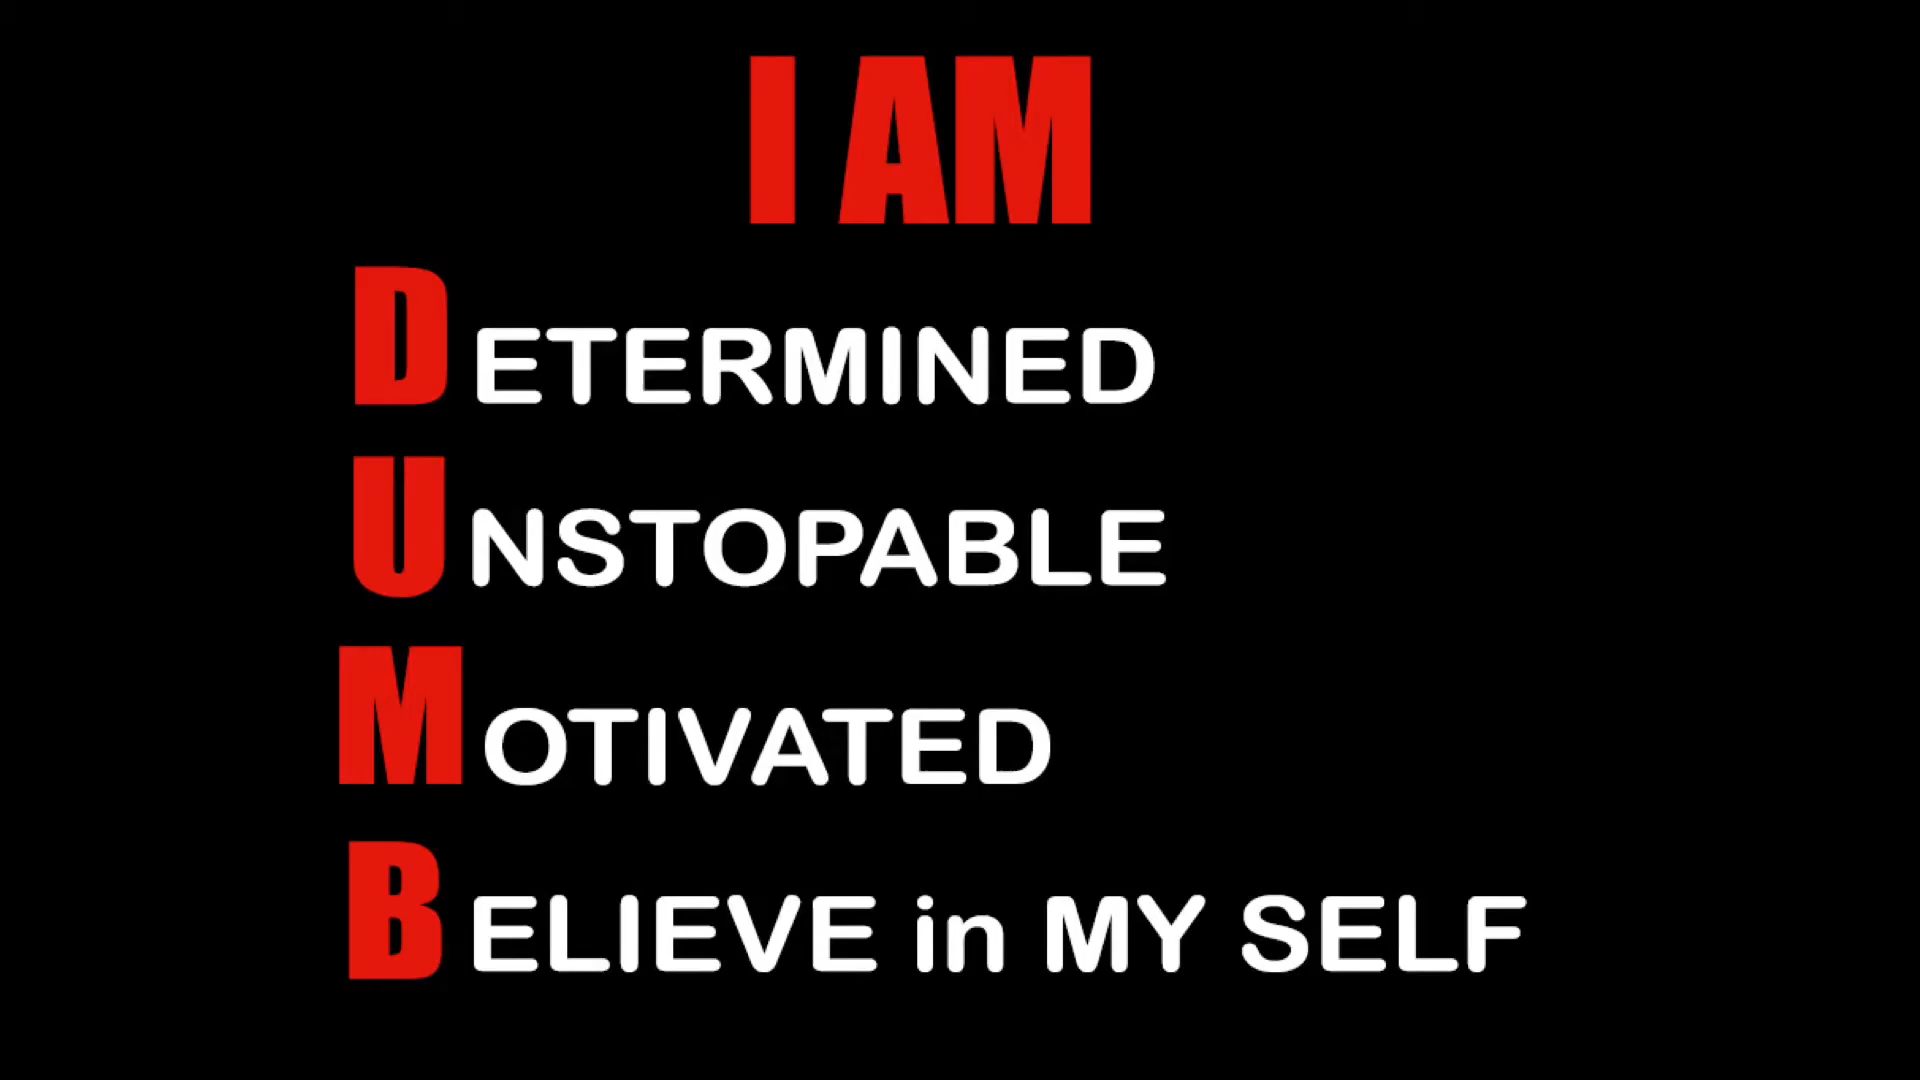 I AM
DETERMINED
UNSTOPABLE
MOTIVATED
BELIEVE in MY SELF